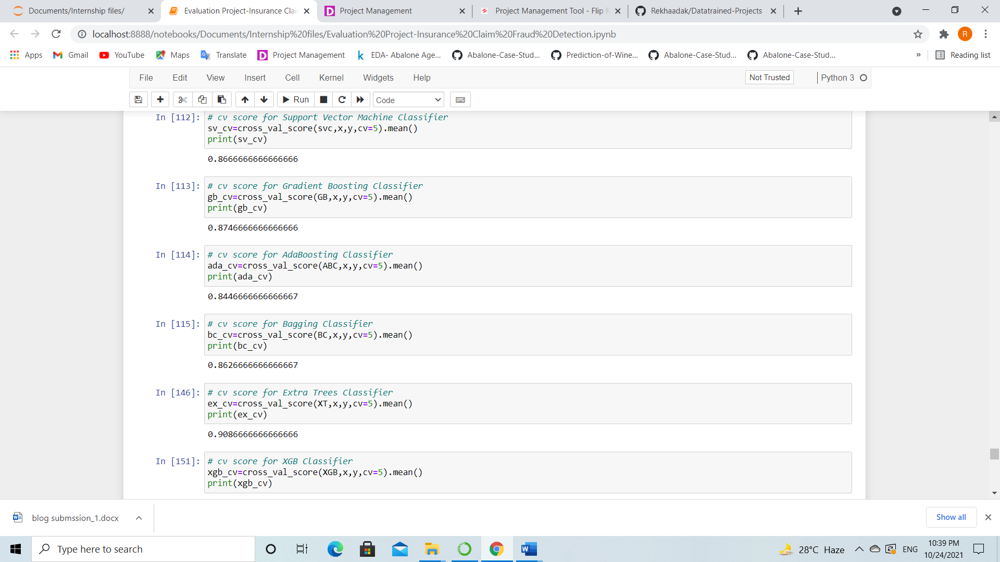 Documents/Internship files/
Evaluation Project-Insurance Clai
Project Management
Project Management Tool - Flip R
Rekhaadak/Datatrained-Projects
localhost:8888/notebooks/Documents/Internship%20files/Evaluation%20Project-Insurance%20Claim%20Fraud%20Detection.ipynb
R
Apps
Gmail
YouTube
Maps
Translate
Project Management
EDA- Abalone Age...
Abalone-Case-Stud...
Prediction-of-Wine...
Abalone-Case-Stud...
Abalone-Case-Stud...
»
Reading list
File Edit View Insert Cell Kernel Widgets Help
Not Trusted
Python 3
Run
Code
In [112]: # cv score for Support Vector Machine Classifier
sv_cv=cross_val_score(svc,x,y,cv=5).mean()
print(sv_cv)
0.8666666666666666
In [113]: # cv score for Gradient Boosting Classifier
gb_cv=cross_val_score(GB,x,y,cv=5).mean()
print(gb_cv)
0.8746666666666666
In [114]: # cv score for AdaBoosting Classifier
ada_cv=cross_val_score(ABC,x,y,cv=5).mean()
print(ada_cv)
0.8446666666666667
In [115]: # cv score for Bagging Classifier
bc_cv=cross_val_score(BC,x,y,cv=5).mean()
print(bc_cv)
0.8626666666666667
In [146]: # cv score for Extra Trees Classifier
ex_cv=cross_val_score(XT,x,y,cv=5).mean()
print(ex_cv)
0.9086666666666666
In [151]: # cv score for XGB Classifier
xgb_cv=cross_val_score(XGB,x,y,cv=5).mean()
print(xgb_cv)
blog submssion_1.docx
Show all
Type here to search
28°C Haze
ENG
10:39 PM
10/24/2021